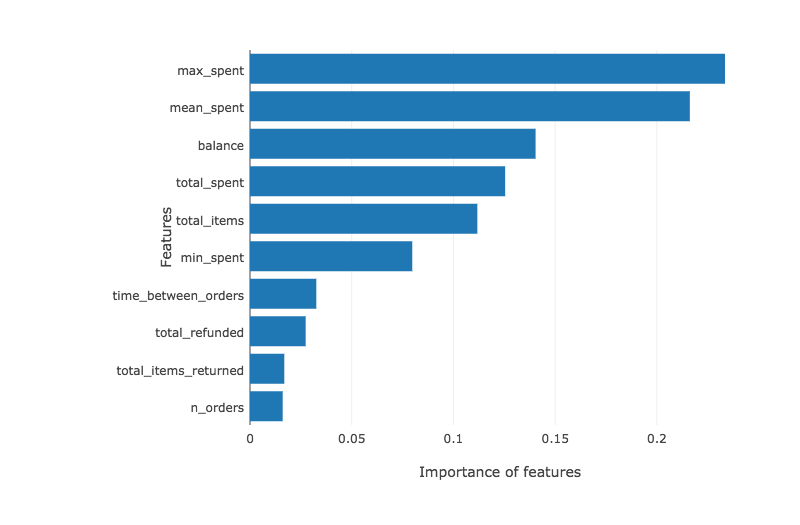 max_spent
mean_spent
balance
total_spent
total_items
min_spent
time_between_orders
total_refunded
total_items_returned
n_orders
Features
0 0.05 0.1 0.15 0.2
Importance of features